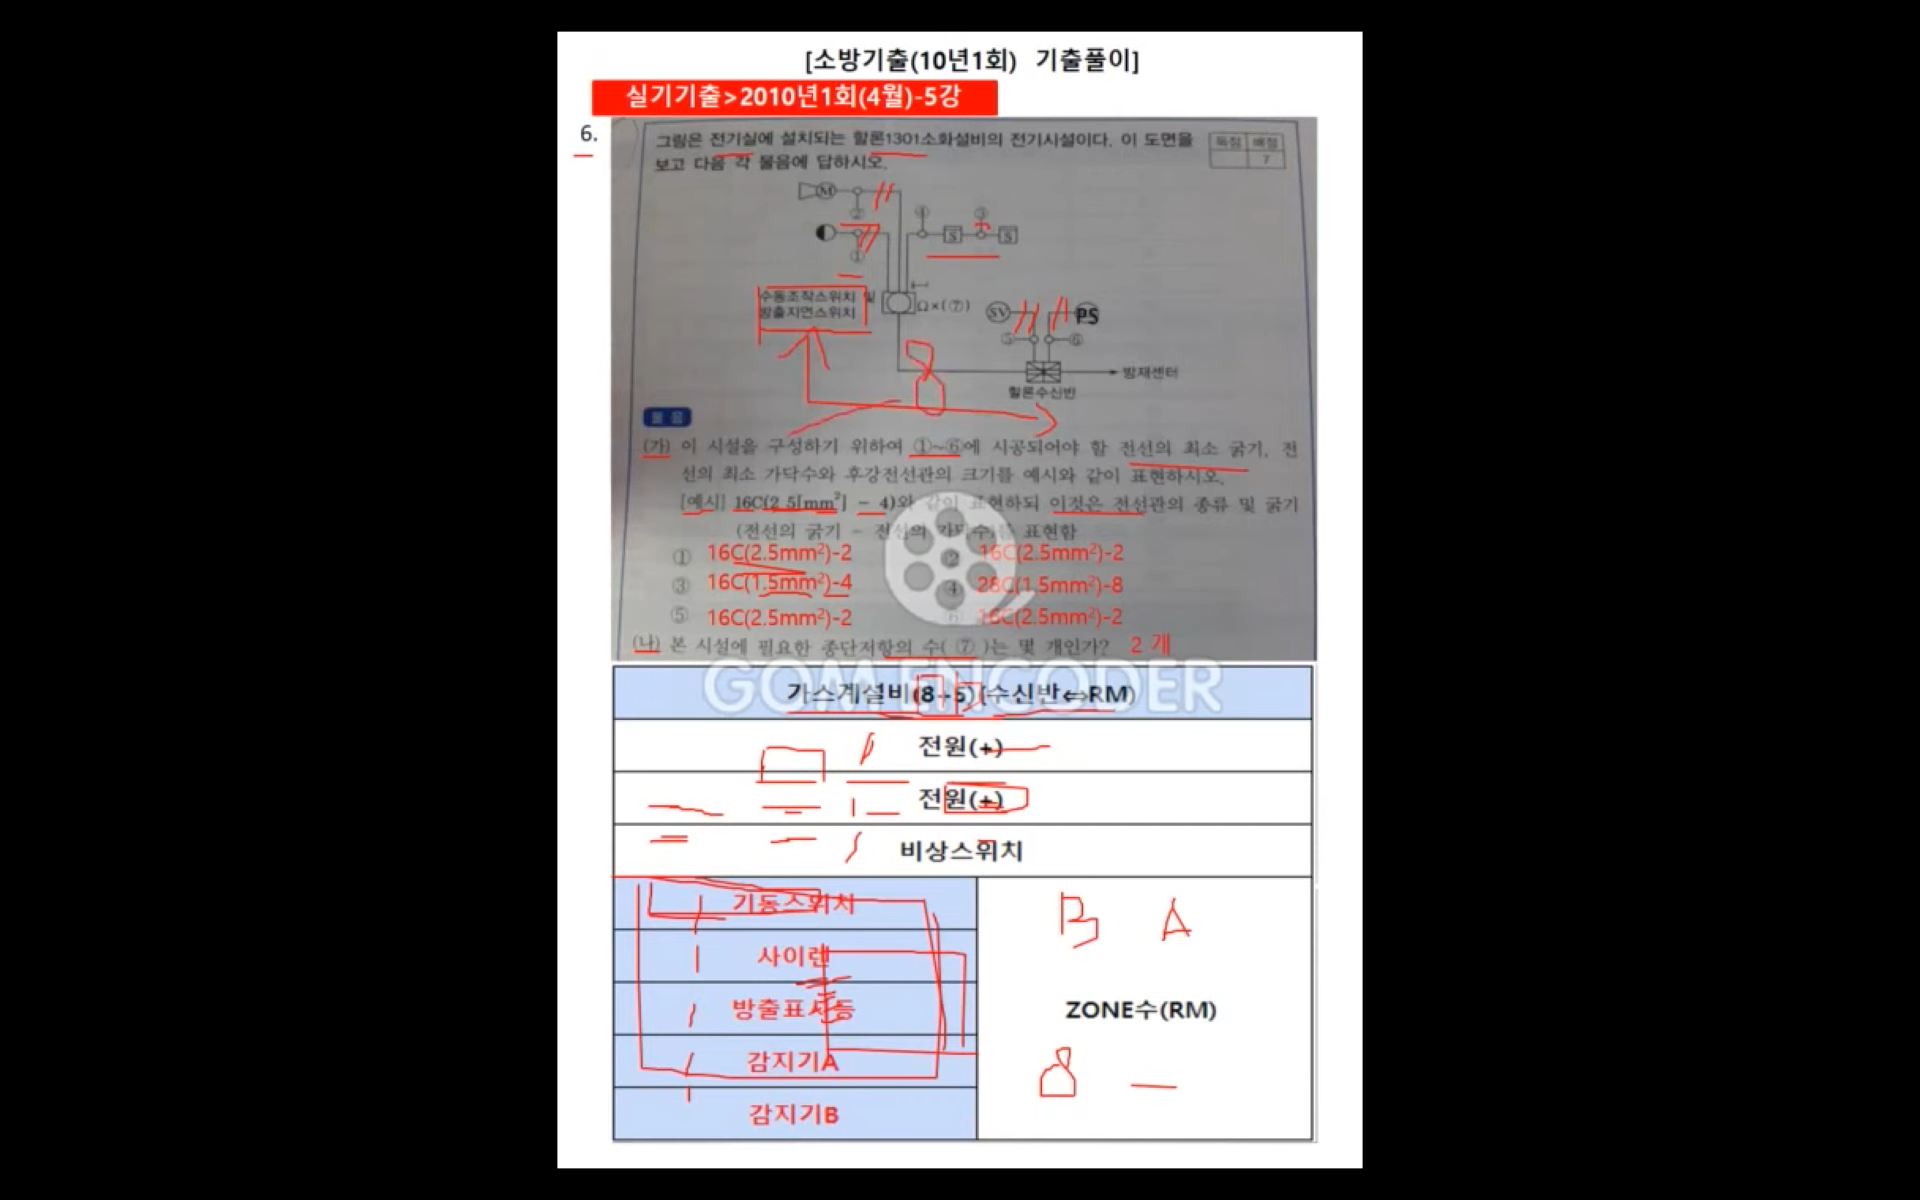 [소방기출(10년1회) 기출풀이]
실기기출>2010년1회(4월)-5강
6.
그림은 전기실에 설치되는 할론1301소화설비의 전기시설이다. 이 도면을
보고 다음 각 물음에 답하시오.
득점 배점
7
M
②
④ ③
S S
①
수동조작스위치 및
방출지연스위치
Ω×(⑦)
SV PS
⑤ ⑥
8
방재센터
할론수신반
물음
(가) 이 시설을 구성하기 위하여 ①~⑥에 시공되어야 할 전선의 최소 굵기, 전
선의 최소 가닥수와 후강전선관의 크기를 예시와 같이 표현하시오.
[예시] 16C(2.5[mm²] - 4)와 같이 표현하되 이것은 전선관의 종류 및 굵기
(전선의 굵기 - 전선의 가닥수)를 표현함
① 16C(2.5mm²)-2 ② 16C(2.5mm²)-2
③ 16C(1.5mm²)-4 ④ 28C(1.5mm²)-8
⑤ 16C(2.5mm²)-2 ⑥ 16C(2.5mm²)-2
(나) 본 시설에 필요한 종단저항의 수( ⑦ )는 몇 개인가? 2 개
GOM ENCODER
가스계설비(8+5)(수신반⇔RM)
전원(+)
전원(+)
비상스위치
기동스위치
B A
사이렌
방출표시등
ZONE수(RM)
감지기A
8
감지기B